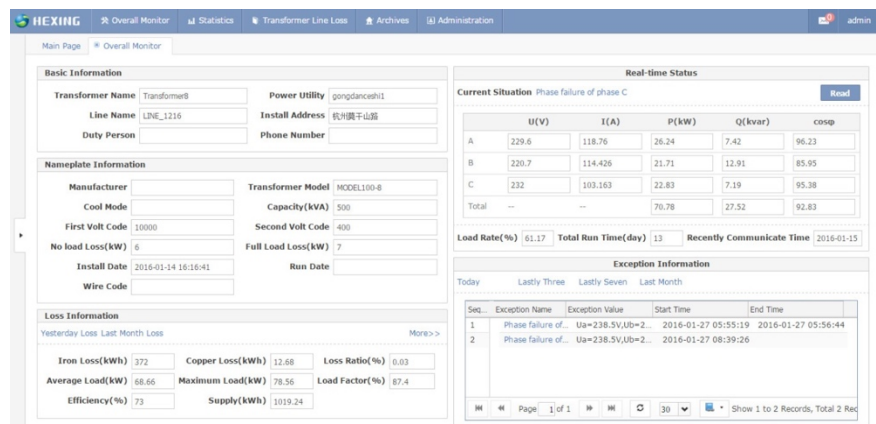 HEXING Overall Monitor Statistics Transformer Line Loss Archives Administration 0 admin
Main Page Overall Monitor
Basic Information
Transformer Name Transformer8 Power Utility gongdanceshi1
Line Name LINE_1216 Install Address 杭州莫干山路
Duty Person Phone Number
Nameplate Information
Manufacturer Transformer Model MODEL100-8
Cool Mode Capacity(kVA) 500
First Volt Code 10000 Second Volt Code 400
No load Loss(kW) 6 Full Load Loss(kW) 7
Install Date 2016-01-14 16:16:41 Run Date
Wire Code
Loss Information
Yesterday Loss Last Month Loss More>>
Iron Loss(kWh) 372 Copper Loss(kWh) 12.68 Loss Ratio(%) 0.03
Average Load(kW) 68.66 Maximum Load(kW) 78.56 Load Factor(%) 87.4
Efficiency(%) 73 Supply(kWh) 1019.24
Real-time Status
Current Situation Phase failure of phase C Read
U(V) I(A) P(kW) Q(kvar) cosφ
A 229.6 118.76 26.24 7.42 96.23
B 220.7 114.426 21.71 12.91 85.95
C 232 103.163 22.83 7.19 95.38
Total -- -- 70.78 27.52 92.83
Load Rate(%) 61.17 Total Run Time(day) 13 Recently Communicate Time 2016-01-15
Exception Information
Today Lastly Three Lastly Seven Last Month
Seq... Exception Name Exception Value Start Time End Time
1 Phase failure of... Ua=238.5V,Ub=2... 2016-01-27 05:55:19 2016-01-27 05:56:44
2 Phase failure of... Ua=238.5V,Ub=2... 2016-01-27 08:39:26
Page 1 of 1 30 Show 1 to 2 Records, Total 2 Rec